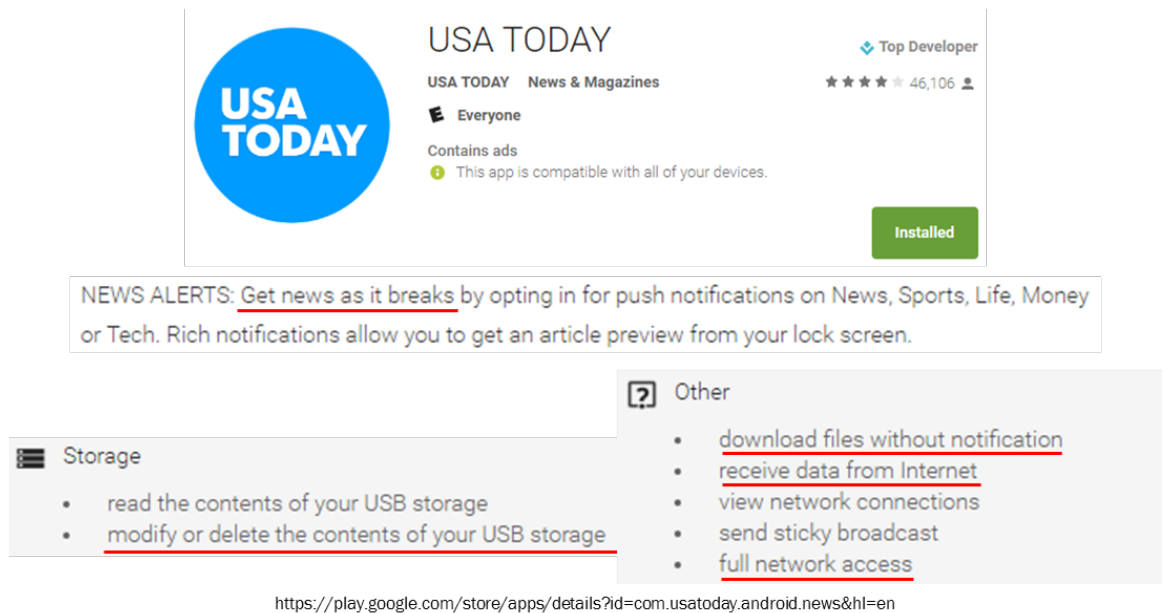 USA TODAY
USA
TODAY
Top Developer
USA TODAY News & Magazines
46,106
E Everyone
Contains ads
This app is compatible with all of your devices.
Installed
NEWS ALERTS: Get news as it breaks by opting in for push notifications on News, Sports, Life, Money
or Tech. Rich notifications allow you to get an article preview from your lock screen.
Storage
• read the contents of your USB storage
• modify or delete the contents of your USB storage
Other
• download files without notification
• receive data from Internet
• view network connections
• send sticky broadcast
• full network access
https://play.google.com/store/apps/details?id=com.usatoday.android.news&hl=en